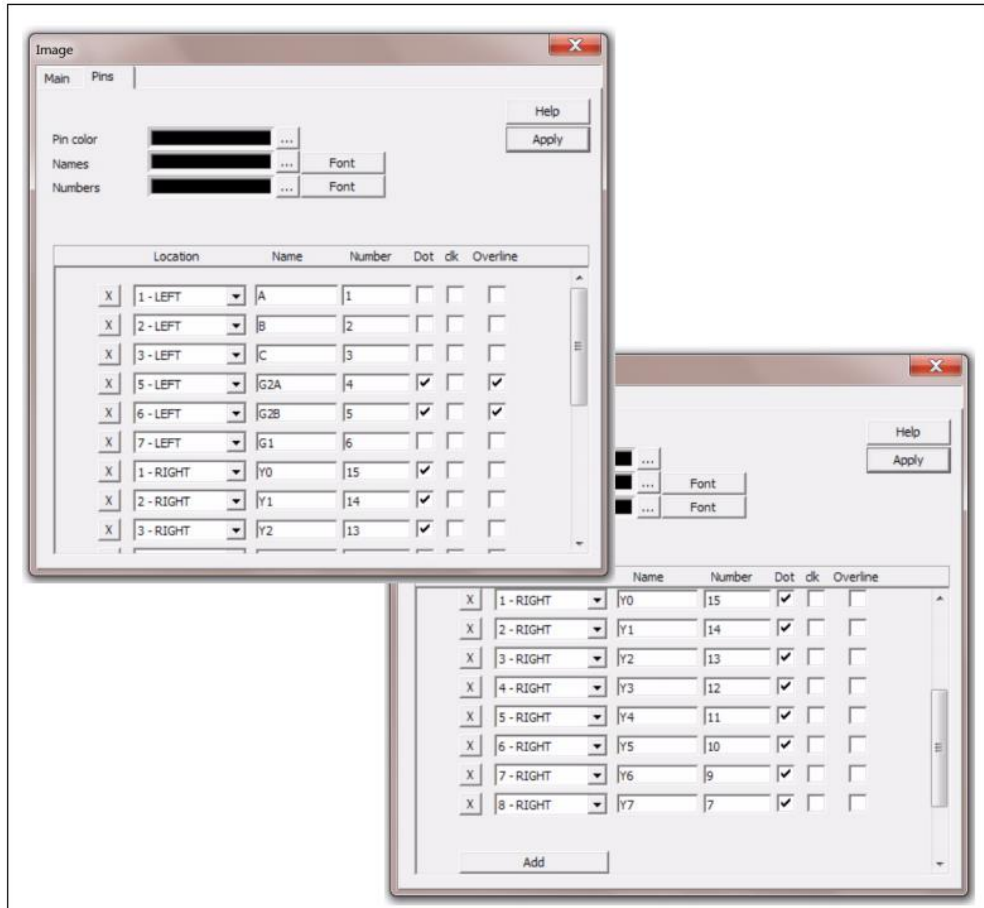 Image
Main Pins
Help
Pin color ... Apply
Names ... Font
Numbers ... Font
Location Name Number Dot clk Overline
X 1 - LEFT A 1
X 2 - LEFT B 2
X 3 - LEFT C 3
X 5 - LEFT G2A 4
X 6 - LEFT G2B 5
X 7 - LEFT G1 6
X 1 - RIGHT Y0 15
X 2 - RIGHT Y1 14
X 3 - RIGHT Y2 13
Help
... Apply
... Font
... Font
Name Number Dot clk Overline
X 1 - RIGHT Y0 15
X 2 - RIGHT Y1 14
X 3 - RIGHT Y2 13
X 4 - RIGHT Y3 12
X 5 - RIGHT Y4 11
X 6 - RIGHT Y5 10
X 7 - RIGHT Y6 9
X 8 - RIGHT Y7 7
Add